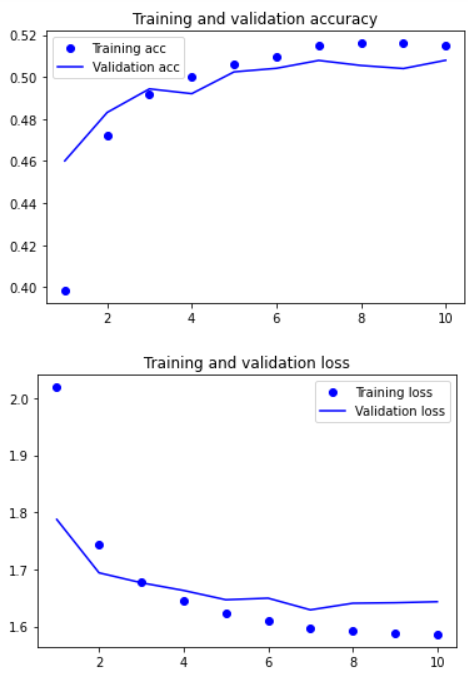 Training and validation accuracy
0.52
0.50
0.48
0.46
0.44
0.42
0.40
Training acc
Validation acc
2 4 6 8 10
Training and validation loss
2.0
1.9
1.8
1.7
1.6
Training loss
Validation loss
2 4 6 8 10